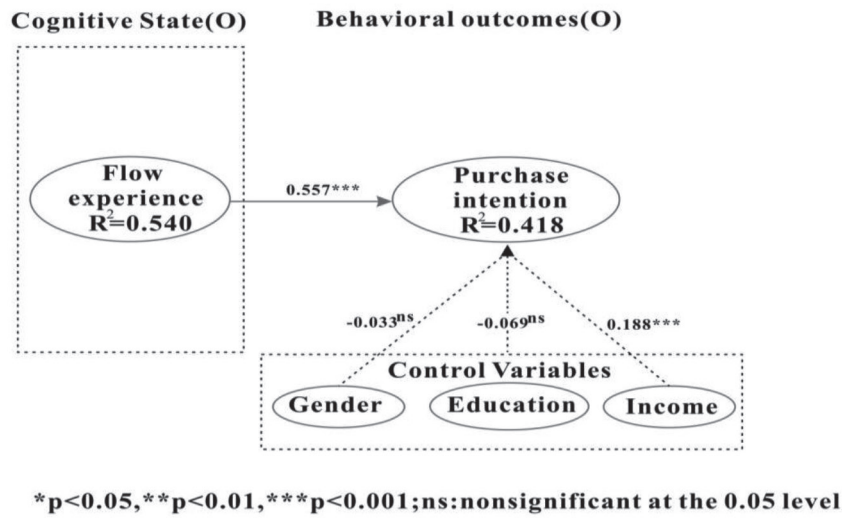 Cognitive State(O)
Behavioral outcomes(O)
Flow
experience
R²=0.540
0.557***
Purchase
intention
R²=0.418
-0.033ⁿˢ
-0.069ⁿˢ
0.188***
Control Variables
Gender
Education
Income
*p<0.05,**p<0.01,***p<0.001;ns:nonsignificant at the 0.05 level